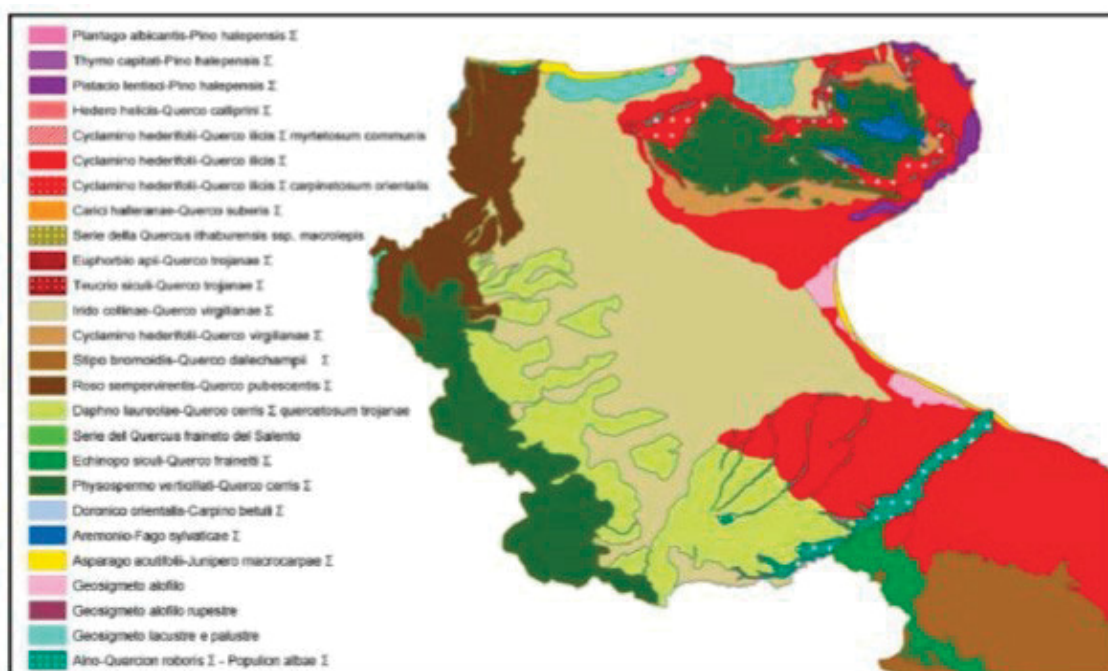 Plantago albicantis-Pino halepensis Σ
Thymo capitati-Pino halepensis Σ
Pistacio lentisci-Pino halepensis Σ
Hedero helicis-Querco calliprini Σ
Cyclamino hederifolii-Querco ilicis Σ myrtetosum communis
Cyclamino hederifolii-Querco ilicis Σ
Cyclamino hederifolii-Querco ilicis Σ carpinetosum orientalis
Carici halleranae-Querco suberis Σ
Serie della Quercus ithaburensis ssp. macrolepis
Euphorbio apii-Querco trojanae Σ
Teucrio siculi-Querco trojanae Σ
Irido collinae-Querco virgilianae Σ
Cyclamino hederifolii-Querco virgilianae Σ
Stipo bromoidis-Querco dalechampii Σ
Roso sempervirentis-Querco pubescentis Σ
Daphno laureolae-Querco cerris Σ quercetosum trojanae
Serie del Quercus fraineto del Salento
Echinopo siculi-Querco frainetti Σ
Physospermo verticillati-Querco cerris Σ
Doronico orientalis-Carpino betuli Σ
Aremonio-Fago sylvaticae Σ
Asparago acutifolii-Junipero macrocarpae Σ
Geosigmeto alofilo
Geosigmeto alofilo rupestre
Geosigmeto lacustre e palustre
Alno-Quercion roboris Σ - Populion albae Σ